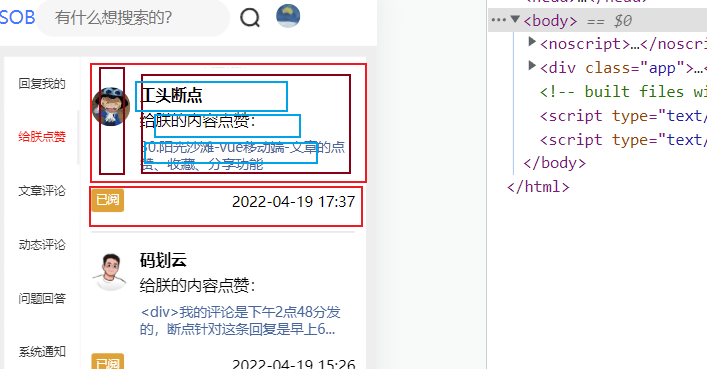 SOB
有什么想搜索的?
回复我的
给朕点赞
文章评论
动态评论
问题回答
系统通知
工头断点
给朕的内容点赞:
30.阳光沙滩-vue移动端-文章的点
赞、收藏、分享功能
已阅
2022-04-19 17:37
码划云
给朕的内容点赞:
<div>我的评论是下午2点48分发
的，断点针对这条回复是早上6...
已阅
2022-04-19 15:26
<body> == $0
<noscript>…</noscri
<div class="app">…<
<!-- built files wi
<script type="text/
<script type="text/
</body>
</html>